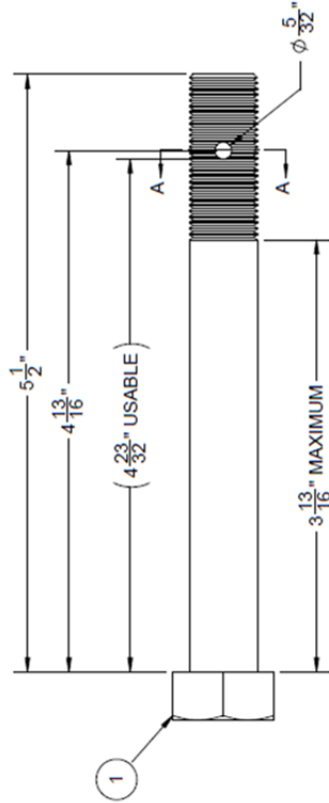 5 1/2"
4 13/16"
(4 23/32" USABLE)
A
A
⌀ 5/32"
3 13/16" MAXIMUM
1